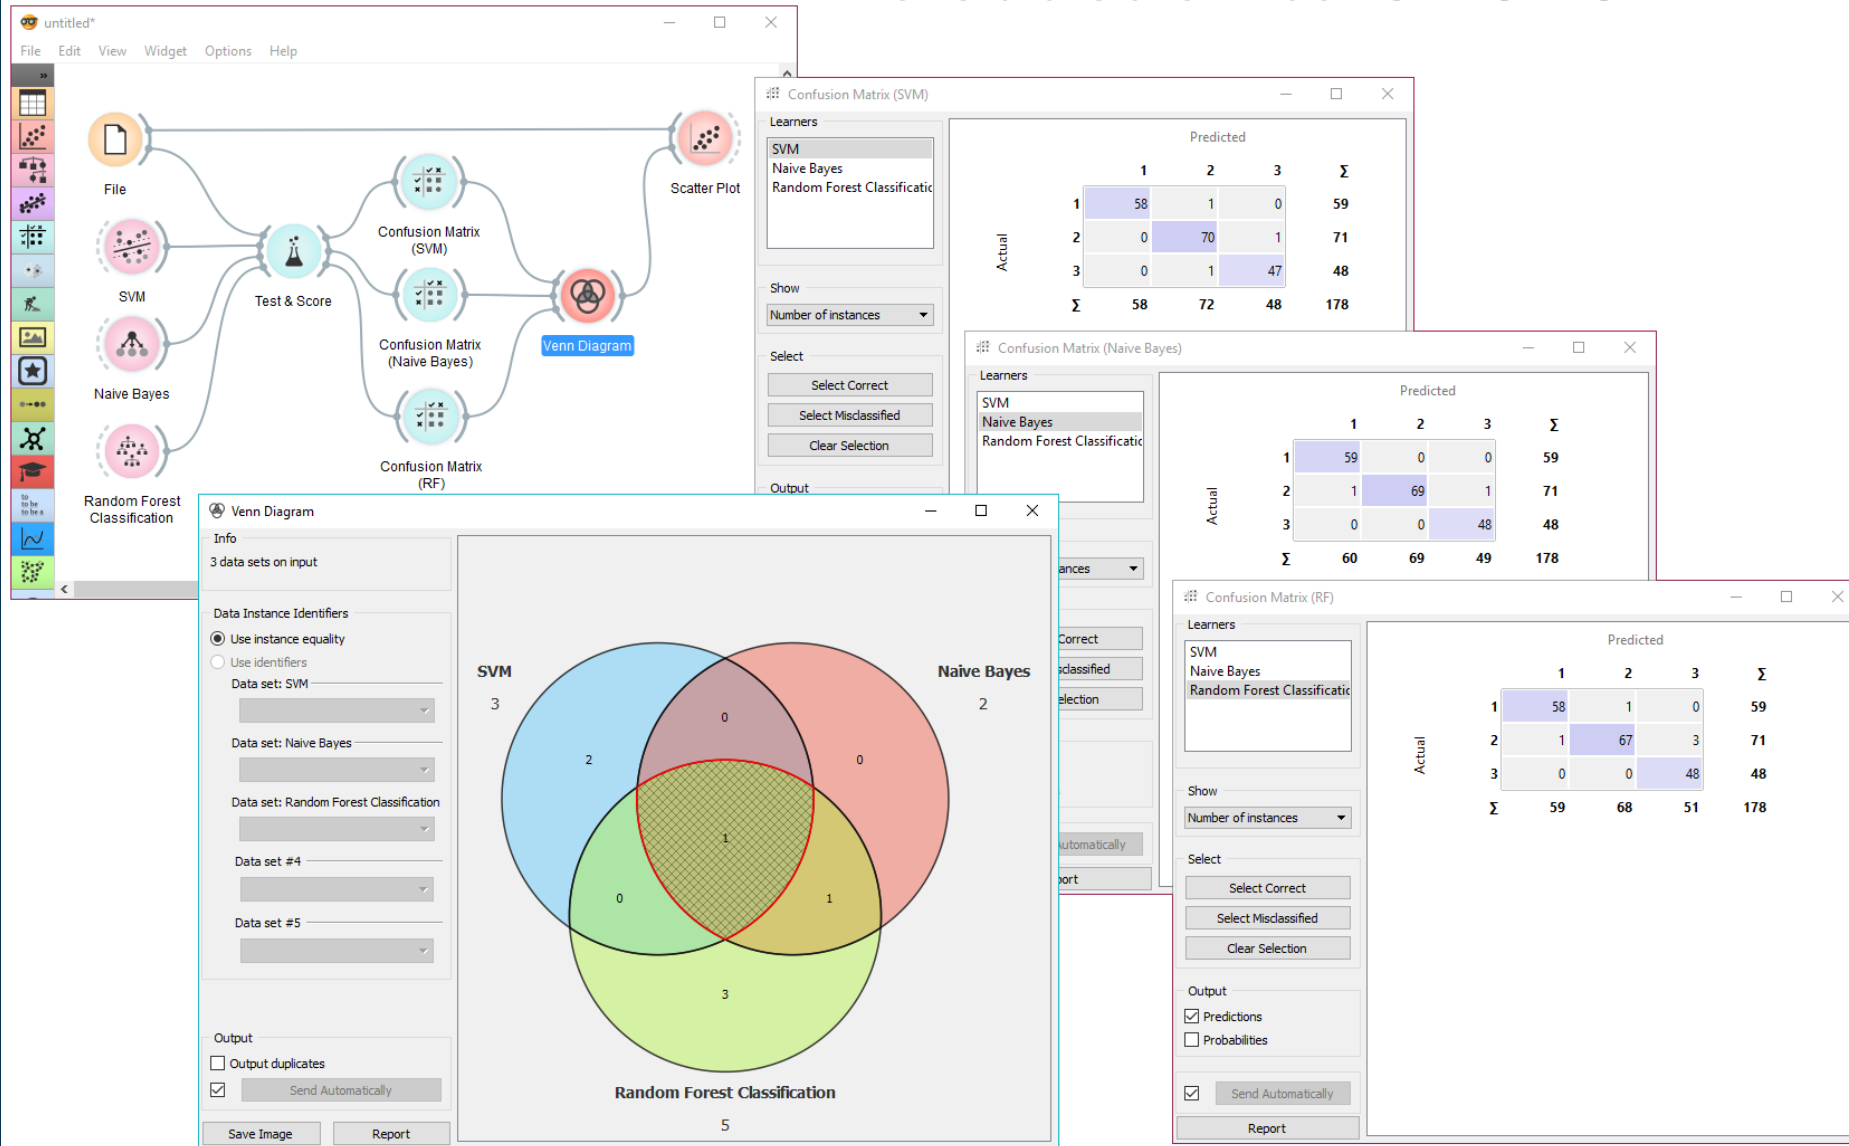 untitled*
File Edit View Widget Options Help
»
File
SVM
Naive Bayes
Random Forest
Classification
Test & Score
Confusion Matrix
(SVM)
Confusion Matrix
(Naive Bayes)
Confusion Matrix
(RF)
Venn Diagram
Scatter Plot
to
to be
to be a
Confusion Matrix (SVM)
Learners
SVM
Naive Bayes
Random Forest Classificatic
Show
Number of instances
Select
Select Correct
Select Misclassified
Clear Selection
Output
Predicted
Actual
1 2 3 Σ
1 58 1 0 59
2 0 70 1 71
3 0 1 47 48
Σ 58 72 48 178
Confusion Matrix (Naive Bayes)
Learners
SVM
Naive Bayes
Random Forest Classificatic
ances
Correct
sclassified
election
Automatically
port
Predicted
Actual
1 2 3 Σ
1 59 0 0 59
2 1 69 1 71
3 0 0 48 48
Σ 60 69 49 178
Confusion Matrix (RF)
Learners
SVM
Naive Bayes
Random Forest Classificatic
Show
Number of instances
Select
Select Correct
Select Misclassified
Clear Selection
Output
Predictions
Probabilities
Send Automatically
Report
Predicted
Actual
1 2 3 Σ
1 58 1 0 59
2 1 67 3 71
3 0 0 48 48
Σ 59 68 51 178
Venn Diagram
Info
3 data sets on input
Data Instance Identifiers
Use instance equality
Use identifiers
Data set: SVM
Data set: Naive Bayes
Data set: Random Forest Classification
Data set #4
Data set #5
Output
Output duplicates
Send Automatically
Save Image Report
SVM
3
Naive Bayes
2
0
2
0
1
0
1
3
Random Forest Classification
5